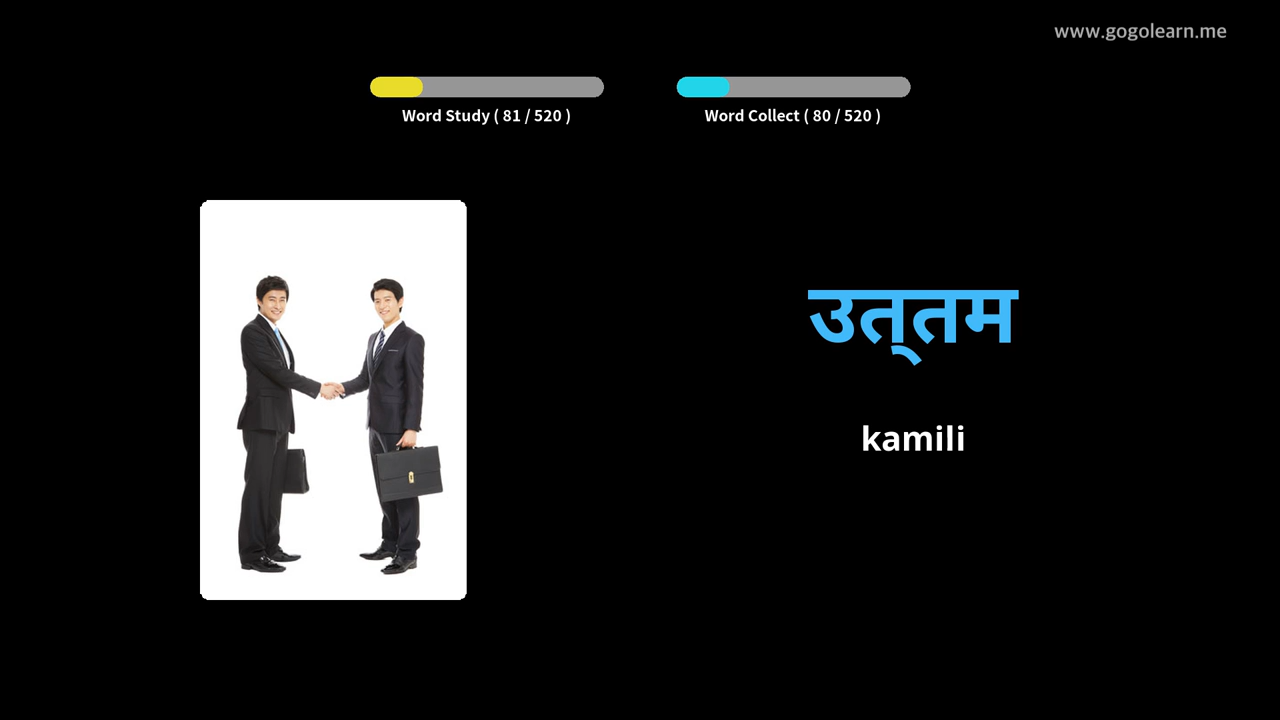 www.gogolearn.me
Word Study ( 81 / 520 )
Word Collect ( 80 / 520 )
उत्‌तम
kamili